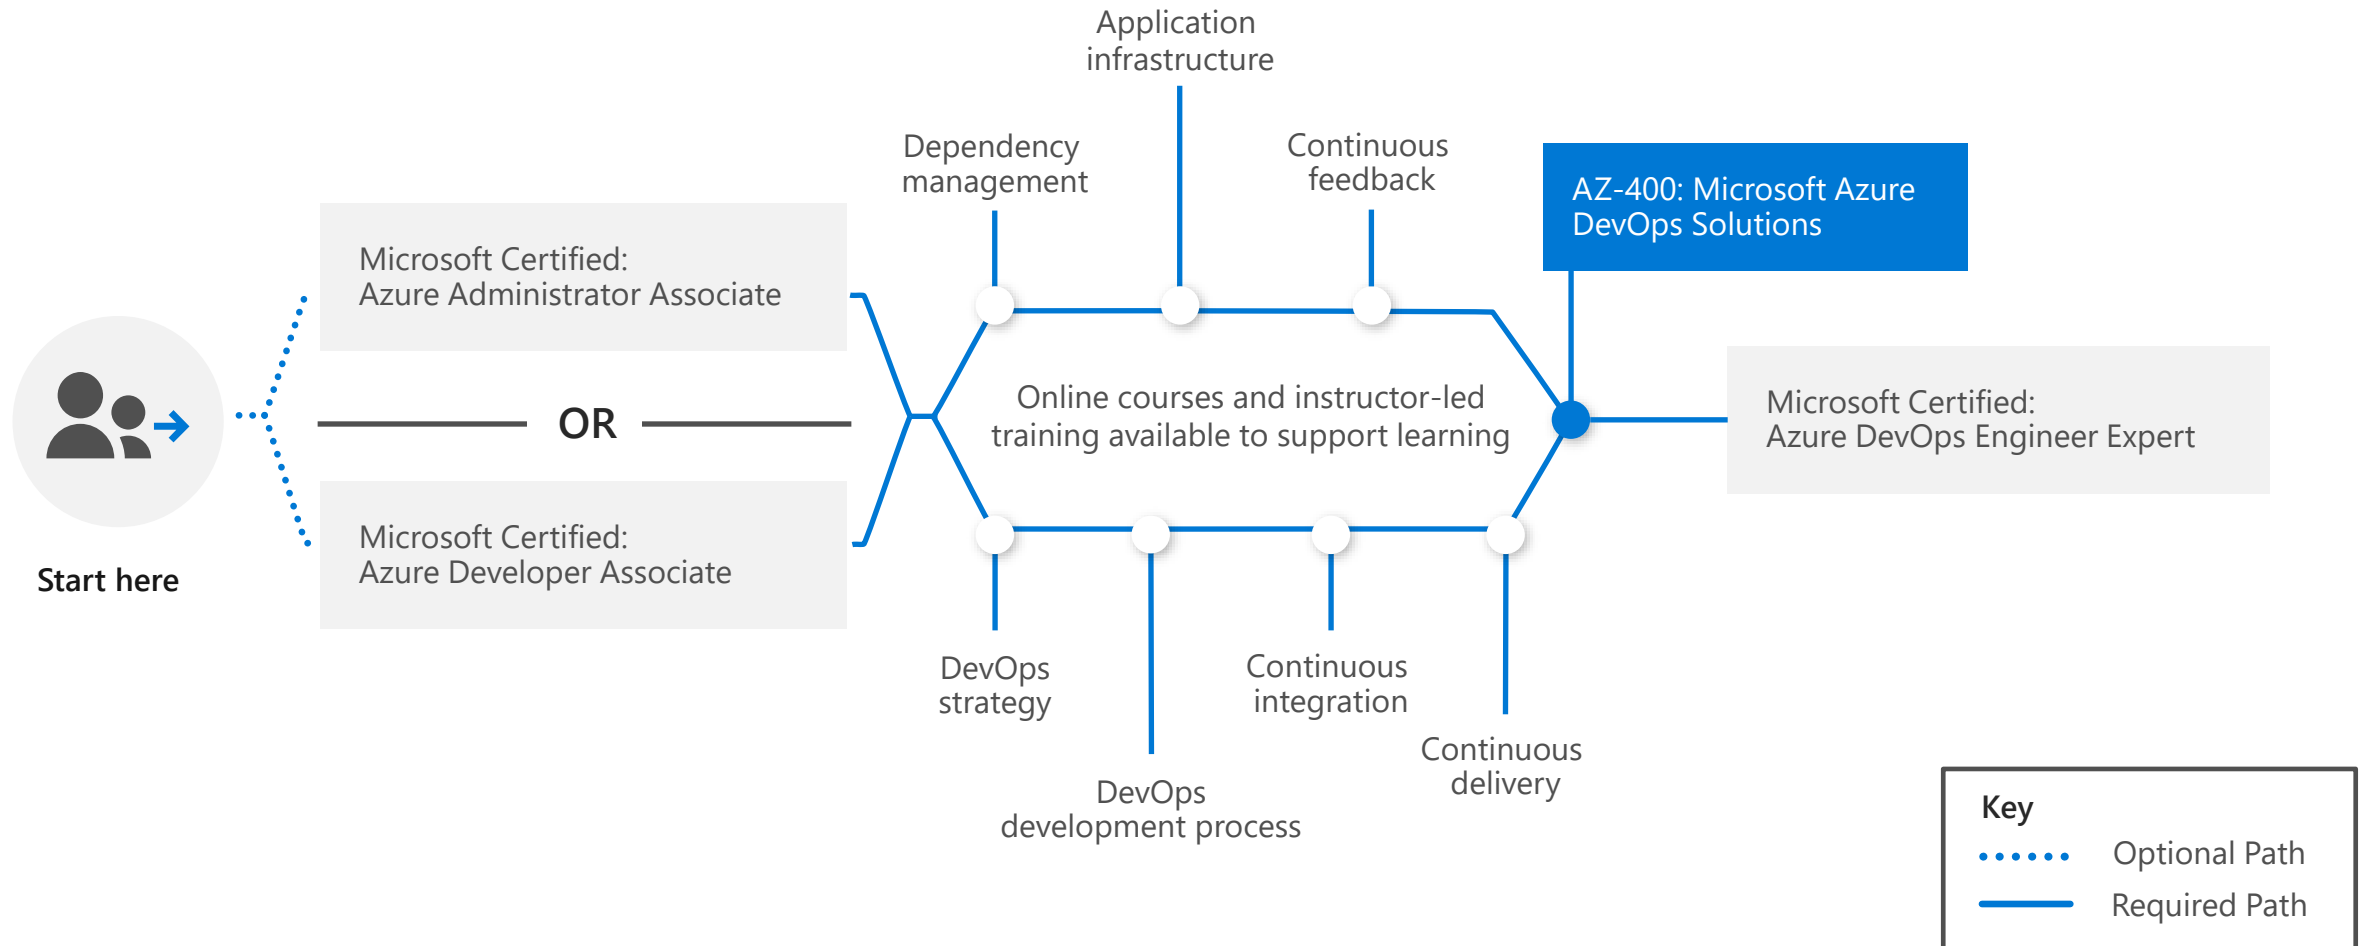 Start here
Microsoft Certified:
Azure Administrator Associate
OR
Microsoft Certified:
Azure Developer Associate
Dependency
management
Application
infrastructure
Continuous
feedback
Online courses and instructor-led
training available to support learning
DevOps
strategy
DevOps
development process
Continuous
integration
Continuous
delivery
AZ-400: Microsoft Azure
DevOps Solutions
Microsoft Certified:
Azure DevOps Engineer Expert
Key
Optional Path
Required Path